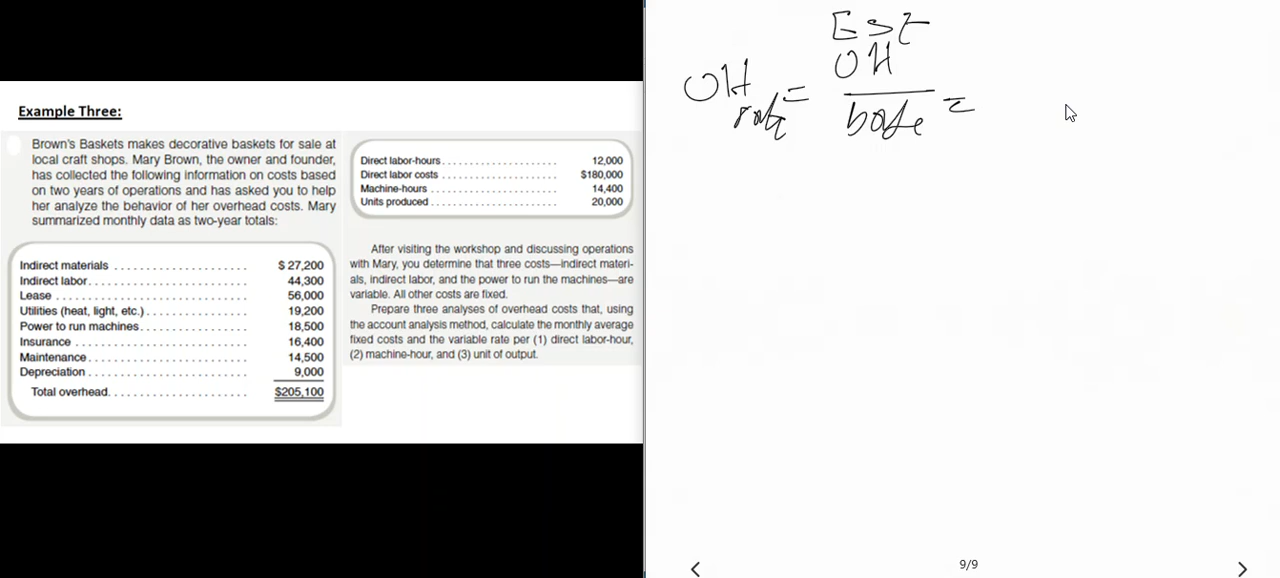 Example Three:
Brown's Baskets makes decorative baskets for sale at
local craft shops. Mary Brown, the owner and founder,
has collected the following information on costs based
on two years of operations and has asked you to help
her analyze the behavior of her overhead costs. Mary
summarized monthly data as two-year totals:
Indirect materials ........................ $ 27,200
Indirect labor ........................ 44,300
Lease ........................ 56,000
Utilities (heat, light, etc.) ........................ 19,200
Power to run machines ........................ 18,500
Insurance ........................ 16,400
Maintenance ........................ 14,500
Depreciation ........................ 9,000
Total overhead ........................ $205,100
Direct labor-hours ........................ 12,000
Direct labor costs ........................ $180,000
Machine-hours ........................ 14,400
Units produced ........................ 20,000
After visiting the workshop and discussing operations
with Mary, you determine that three costs—indirect materi-
als, indirect labor, and the power to run the machines—are
variable. All other costs are fixed.
Prepare three analyses of overhead costs that, using
the account analysis method, calculate the monthly average
fixed costs and the variable rate per (1) direct labor-hour,
(2) machine-hour, and (3) unit of output.
Est
OH
OH rate = base =
9/9